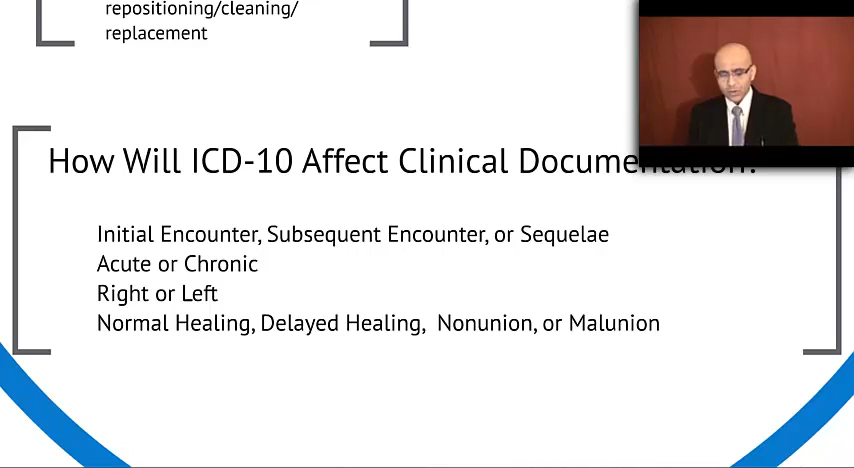 repositioning/cleaning/
replacement
How Will ICD-10 Affect Clinical Documentation?
Initial Encounter, Subsequent Encounter, or Sequelae
Acute or Chronic
Right or Left
Normal Healing, Delayed Healing,  Nonunion, or Malunion